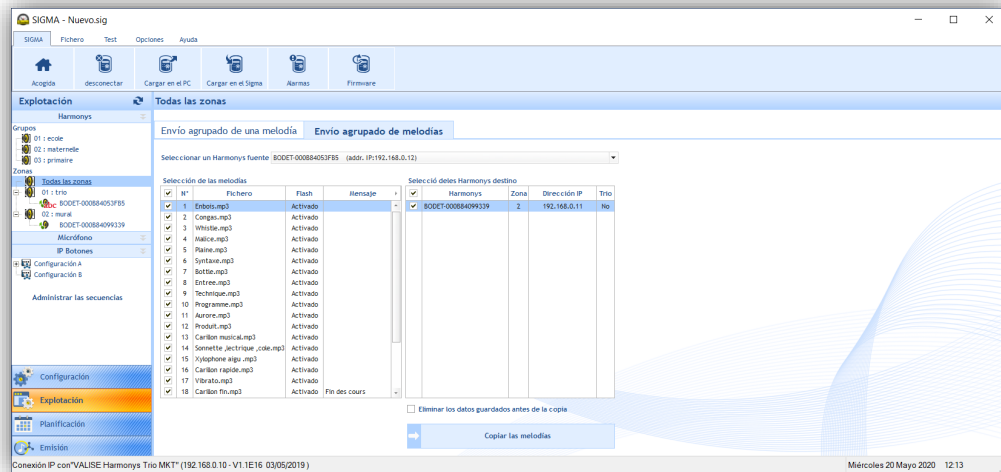 SIGMA - Nuevo.sig
SIGMA Fichero Test Opciones Ayuda
Acogida desconectar Cargar en el PC Cargar en el Sigma Alarmas Firmware
Explotación
Todas las zonas
Harmonys
Grupos
01 : ecole
02 : maternelle
03 : primaire
Zonas
Todas las zonas
01 : trio
BODET-000B84053FB5
02 : mural
BODET-000B84099339
Micrófono
IP Botones
Configuración A
Configuración B
Administrar las secuencias
Configuración
Explotación
Planificación
Emisión
Envío agrupado de una melodía Envío agrupado de melodías
Seleccionar un Harmonys fuente BODET-000B84053FB5 (addr. IP:192.168.0.12)
Selección de las melodías
N° Fichero Flash Mensaje
1 Enbois.mp3 Activado
2 Congas.mp3 Activado
3 Whistle.mp3 Activado
4 Malice.mp3 Activado
5 Plaine.mp3 Activado
6 Syntaxe.mp3 Activado
7 Bottle.mp3 Activado
8 Entree.mp3 Activado
9 Technique.mp3 Activado
10 Programme.mp3 Activado
11 Aurore.mp3 Activado
12 Produit.mp3 Activado
13 Carillon musical.mp3 Activado
14 Sonnette ,lectrique ,cole.mp3 Activado
15 Xylophone aigu .mp3 Activado
16 Carillon rapide.mp3 Activado
17 Vibrato.mp3 Activado
18 Carillon fin.mp3 Activado Fin des cours
Selecció deles Harmonys destino
Harmonys Zona Dirección IP Trio
BODET-000B84099339 2 192.168.0.11 No
Eliminar los datos guardados antes de la copia
Copiar las melodías
Conexión IP con"VALISE Harmonys Trio MKT" (192.168.0.10 - V1.1E16 03/05/2019 )
Miércoles 20 Mayo 2020 12:13